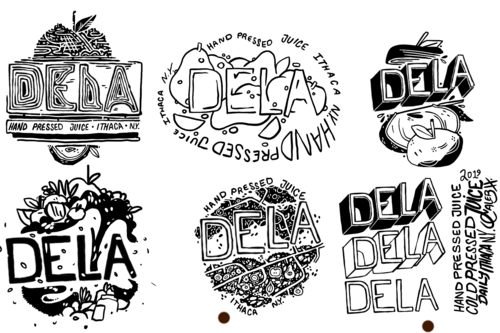 DELA
HAND PRESSED JUICE • ITHACA • N.Y.
HAND PRESSED JUICE ITHACA N.Y.
DELA
HAND PRESSED JUICE ITHACA N.Y.
DELA
DELA
HAND PRESSED JUICE
DELA
ITHACA N.Y.
DELA
DELA
DELA
HAND PRESSED JUICE
COLD PRESSED JUICE
2019